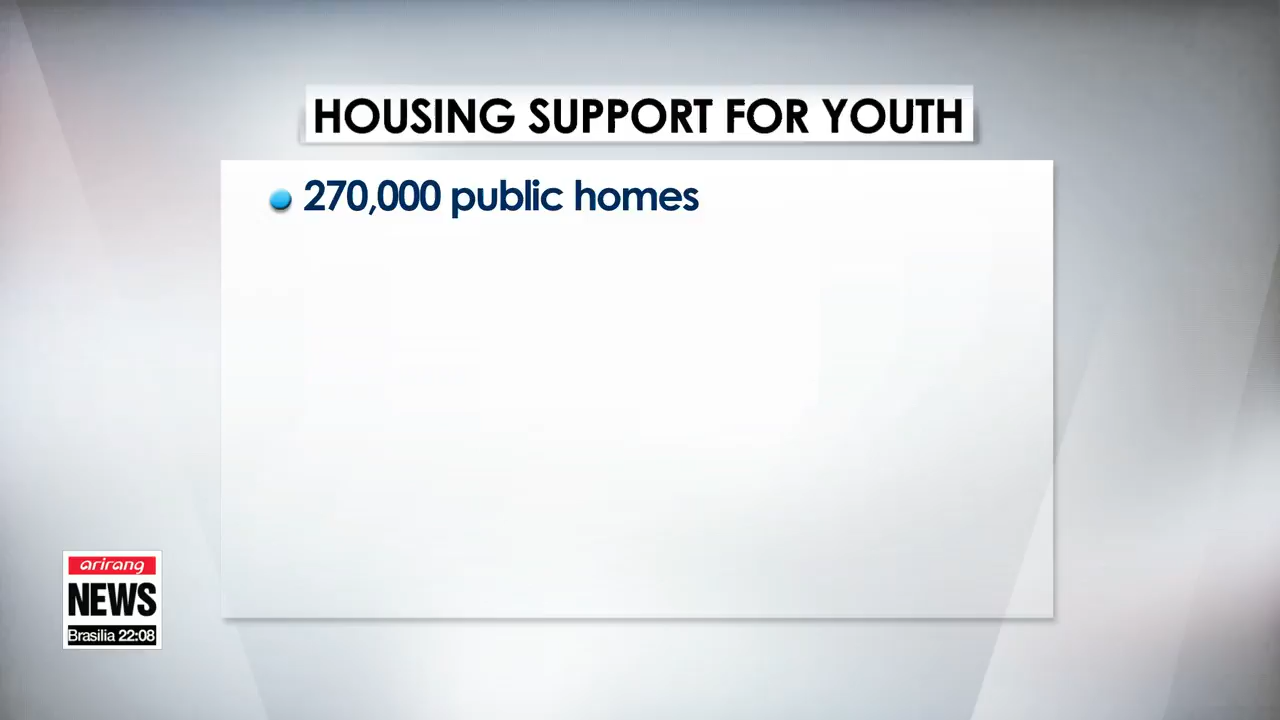 HOUSING SUPPORT FOR YOUTH
270,000 public homes
arirang
NEWS
Brasilia 22:08